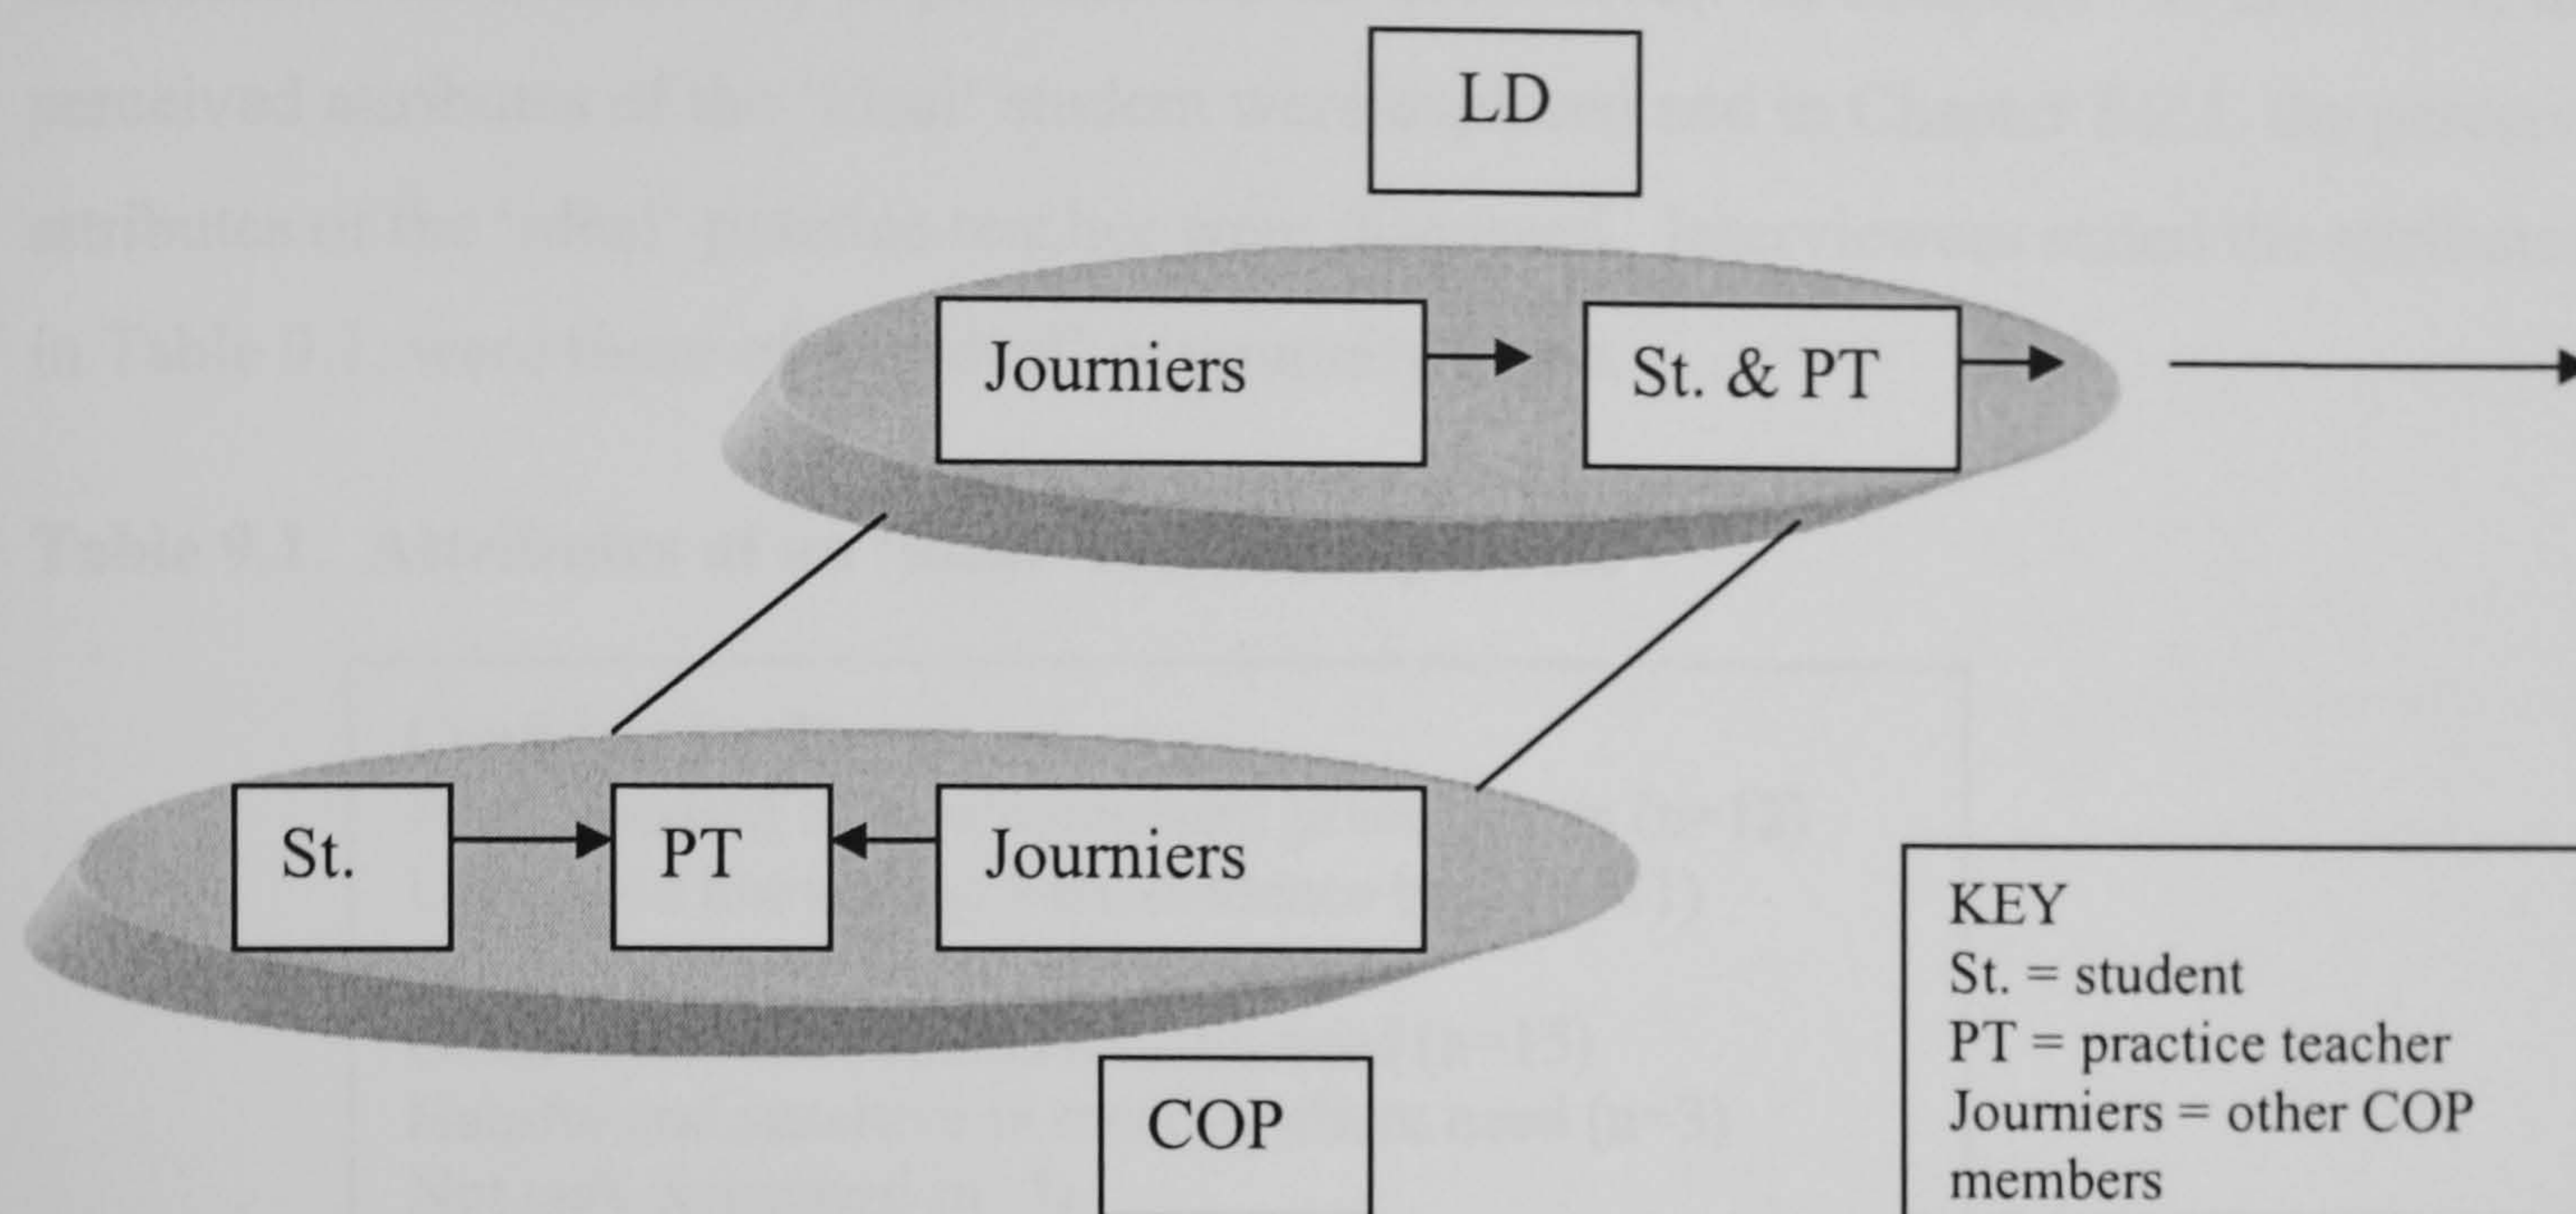 LD
Journiers
St. & PT
St.
PT
Journiers
COP
KEY
St. = student
PT = practice teacher
Journiers = other COP
members